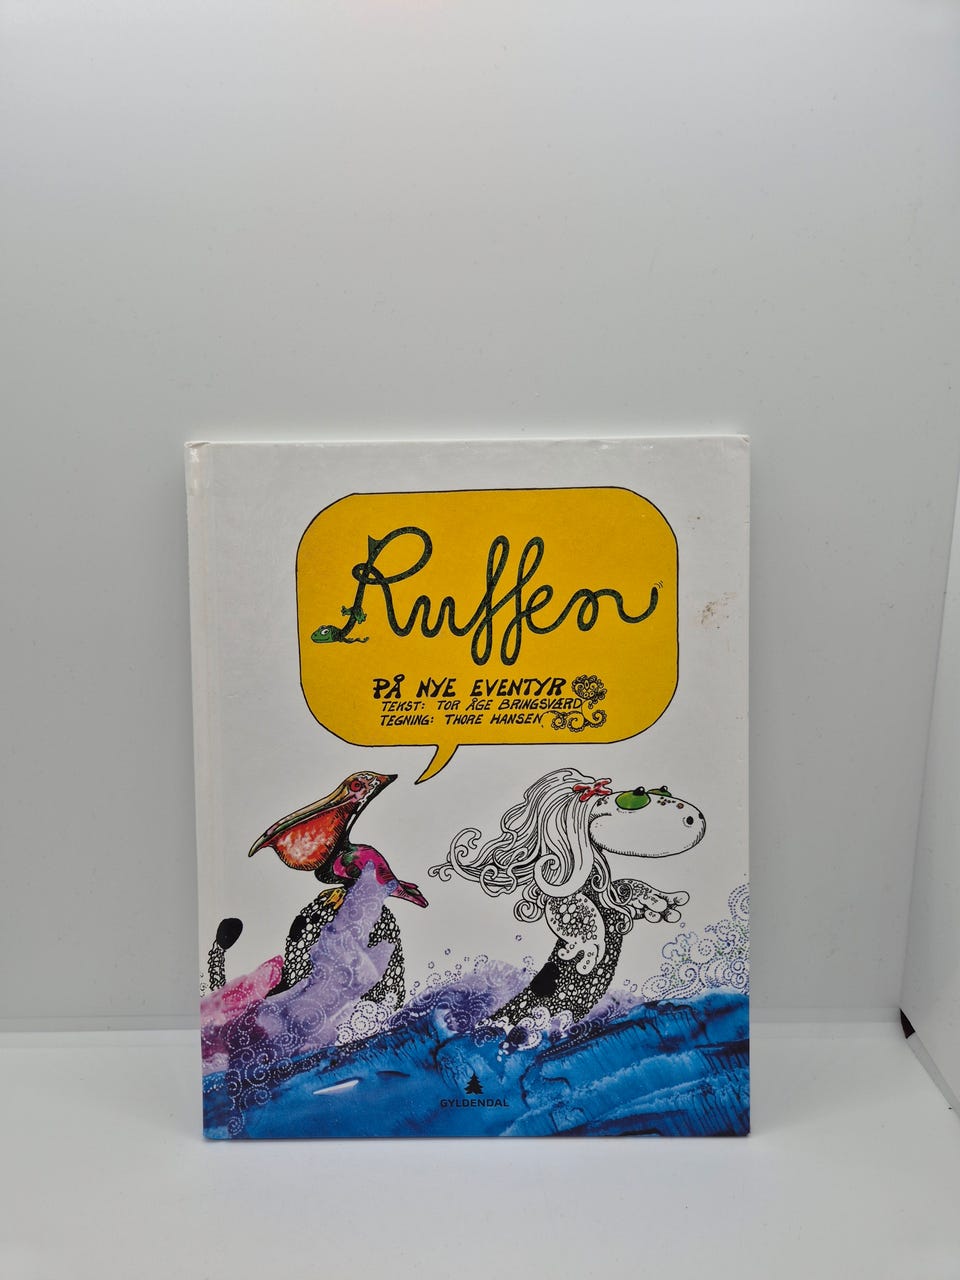 Ruffen
PÅ NYE EVENTYR
TEKST: TOR ÅGE BRINGSVÆRD
TEGNING: THORE HANSEN
GYLDENDAL